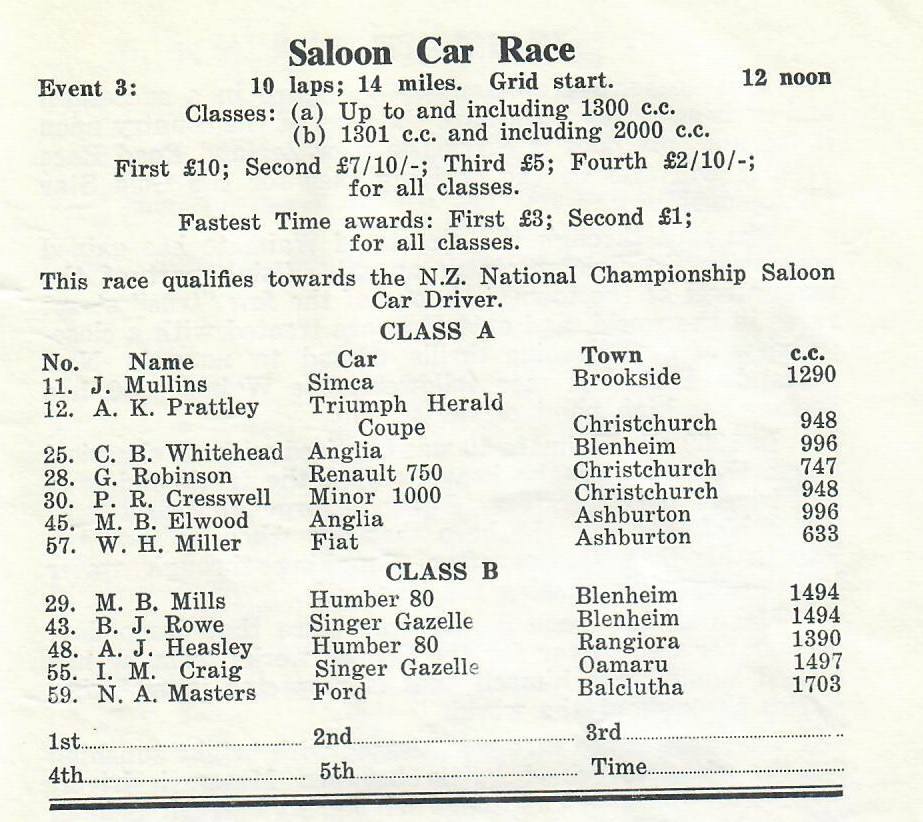 Saloon Car Race
Event 3: 10 laps; 14 miles. Grid start. 12 noon
Classes: (a) Up to and including 1300 c.c.
(b) 1301 c.c. and including 2000 c.c.
First £10; Second £7/10/-; Third £5; Fourth £2/10/-;
for all classes.
Fastest Time awards: First £3; Second £1;
for all classes.
This race qualifies towards the N.Z. National Championship Saloon
Car Driver.
CLASS A
No. Name Car Town c.c.
11. J. Mullins Simca Brookside 1290
12. A. K. Prattley Triumph Herald
Coupe Christchurch 948
25. C. B. Whitehead Anglia Blenheim 996
28. G. Robinson Renault 750 Christchurch 747
30. P. R. Cresswell Minor 1000 Christchurch 948
45. M. B. Elwood Anglia Ashburton 996
57. W. H. Miller Fiat Ashburton 633
CLASS B
29. M. B. Mills Humber 80 Blenheim 1494
43. B. J. Rowe Singer Gazelle Blenheim 1494
48. A. J. Heasley Humber 80 Rangiora 1390
55. I. M. Craig Singer Gazelle Oamaru 1497
59. N. A. Masters Ford Balclutha 1703
1st.............................. 2nd.............................. 3rd..............................
4th.............................. 5th.............................. Time..............................